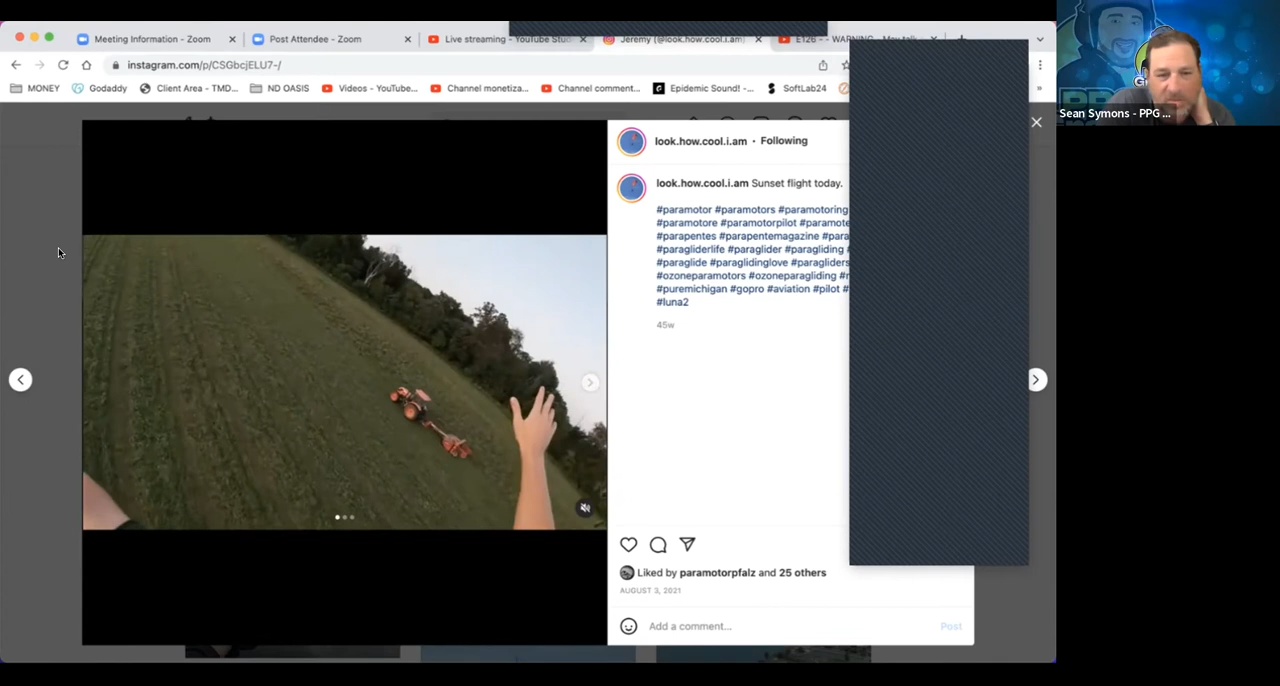 Meeting Information - Zoom
Post Attendee - Zoom
Live streaming - YouTube Stu
Jeremy (@look.how.cool.i.am)
E126 - - WARNING
instagram.com/p/CSGbcjELU7-/
MONEY
Godaddy
Client Area - TMD...
ND OASIS
Videos - YouTube...
Channel monetiza...
Channel comment...
Epidemic Sound! -...
SoftLab24
»
Sean Symons - PPG ...
look.how.cool.i.am • Following
look.how.cool.i.am Sunset flight today.
#paramotor #paramotors #paramotoring
#paramotore #paramotorpilot #paramote
#parapentes #parapentemagazine #para
#paragliderlife #paraglider #paragliding #
#paraglide #paraglidinglove #paragliders
#ozoneparamotors #ozoneparagliding #
#puremichigan #gopro #aviation #pilot #
#luna2
45w
Liked by paramotorpfalz and 25 others
AUGUST 3, 2021
Add a comment...
Post